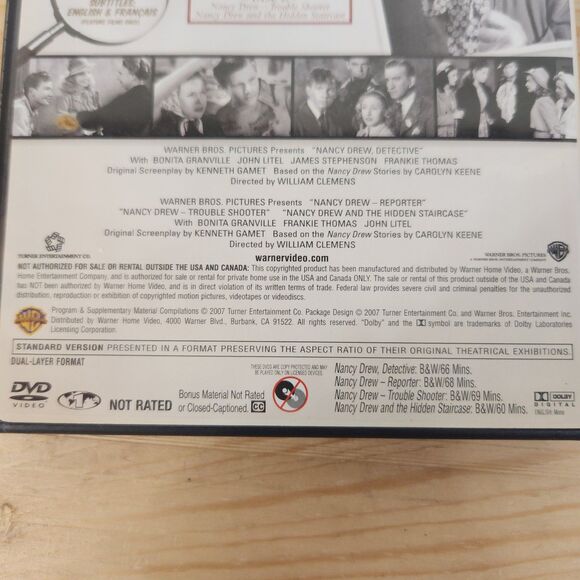 SUBTITLES:
ENGLISH & FRANÇAIS
FEATURE FILMS ONLY.
Nancy Drew – Trouble Shooter
Nancy Drew and the Hidden Staircase
WARNER BROS. PICTURES Presents "NANCY DREW, DETECTIVE"
With BONITA GRANVILLE JOHN LITEL JAMES STEPHENSON FRANKIE THOMAS
Original Screenplay by KENNETH GAMET Based on the Nancy Drew Stories by CAROLYN KEENE
Directed by WILLIAM CLEMENS
WARNER BROS. PICTURES Presents "NANCY DREW – REPORTER"
"NANCY DREW – TROUBLE SHOOTER" "NANCY DREW AND THE HIDDEN STAIRCASE"
With BONITA GRANVILLE FRANKIE THOMAS JOHN LITEL
Original Screenplay by KENNETH GAMET Based on the Nancy Drew Stories by CAROLYN KEENE
Directed by WILLIAM CLEMENS
TURNER ENTERTAINMENT CO.
warnervideo.com
WARNER BROS. PICTURES
NOT AUTHORIZED FOR SALE OR RENTAL OUTSIDE THE USA AND CANADA: This copyrighted product has been manufactured and distributed by Warner Home Video, a Warner Bros.
Home Entertainment Company, and is authorized for sale or rental for private home use in the USA and Canada ONLY. The sale or rental of this product outside of the USA and Canada
has NOT been authorized by Warner Home Video, and is in direct violation of its written terms of trade. Federal law provides severe civil and criminal penalties for the unauthorized
distribution, reproduction or exhibition of copyrighted motion pictures, videotapes or videodiscs.
Program & Supplementary Material Compilations © 2007 Turner Entertainment Co. Package Design © 2007 Turner Entertainment Co. and Warner Bros. Entertainment Inc.
Distributed by Warner Home Video, 4000 Warner Blvd., Burbank, CA 91522. All rights reserved. "Dolby" and the DD symbol are trademarks of Dolby Laboratories
Licensing Corporation.
STANDARD VERSION PRESENTED IN A FORMAT PRESERVING THE ASPECT RATIO OF THEIR ORIGINAL THEATRICAL EXHIBITIONS.
DUAL-LAYER FORMAT
DVD
VIDEO
1
NOT RATED
Bonus Material Not Rated
or Closed-Captioned. CC
THESE DVDS ARE COPY PROTECTED AND MAY
BE PLAYED ONLY ON LICENSED DEVICES.
Nancy Drew, Detective: B&W/66 Mins.
Nancy Drew – Reporter: B&W/68 Mins.
Nancy Drew – Trouble Shooter: B&W/69 Mins.
Nancy Drew and the Hidden Staircase: B&W/60 Mins.
DOLBY
DIGITAL
ENGLISH: Mono